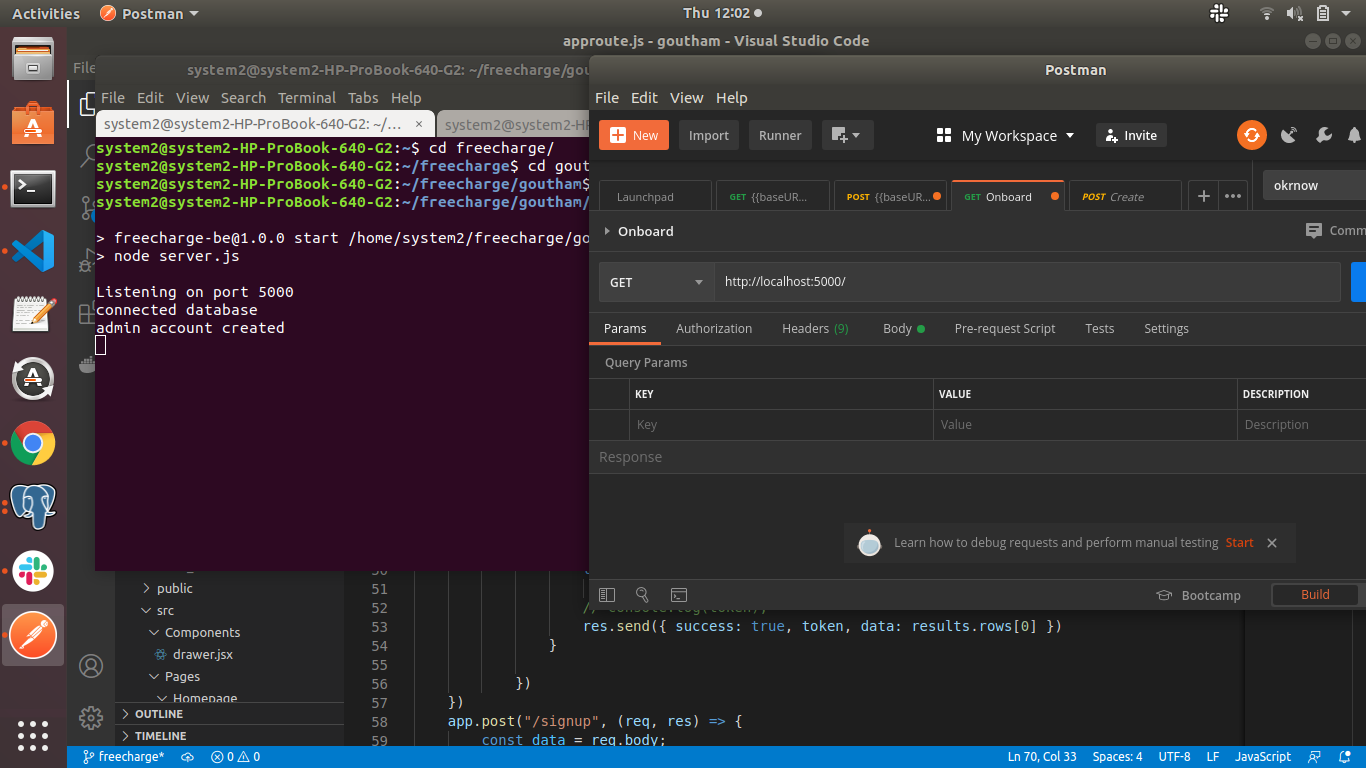 Activities Postman Thu 12:02
approute.js - goutham - Visual Studio Code
File
system2@system2-HP-ProBook-640-G2: ~/freecharge/gou
File Edit View Search Terminal Tabs Help
system2@system2-HP-ProBook-640-G2: ~/... × system2@system2-H
system2@system2-HP-ProBook-640-G2:~$ cd freecharge/
system2@system2-HP-ProBook-640-G2:~/freecharge$ cd gout
system2@system2-HP-ProBook-640-G2:~/freecharge/goutham$
system2@system2-HP-ProBook-640-G2:~/freecharge/goutham/
> freecharge-be@1.0.0 start /home/system2/freecharge/go
> node server.js
Listening on port 5000
connected database
admin account created
Postman
File Edit View Help
New Import Runner My Workspace Invite
Launchpad GET {{baseUR... POST {{baseUR... GET Onboard POST Create + ••• okrnow
Onboard Comm
GET http://localhost:5000/
Params Authorization Headers (9) Body Pre-request Script Tests Settings
Query Params
KEY VALUE DESCRIPTION
Key Value Description
Response
Learn how to debug requests and perform manual testing Start
Bootcamp Build
public
src
Components
drawer.jsx
Pages
Homepage
OUTLINE
TIMELINE
51
52 // console.log(token);
53 res.send({ success: true, token, data: results.rows[0] })
54 }
55
56 })
57 })
58 app.post("/signup", (req, res) => {
59 const data = req.body;
freecharge* 0 0 Ln 70, Col 33 Spaces: 4 UTF-8 LF JavaScript